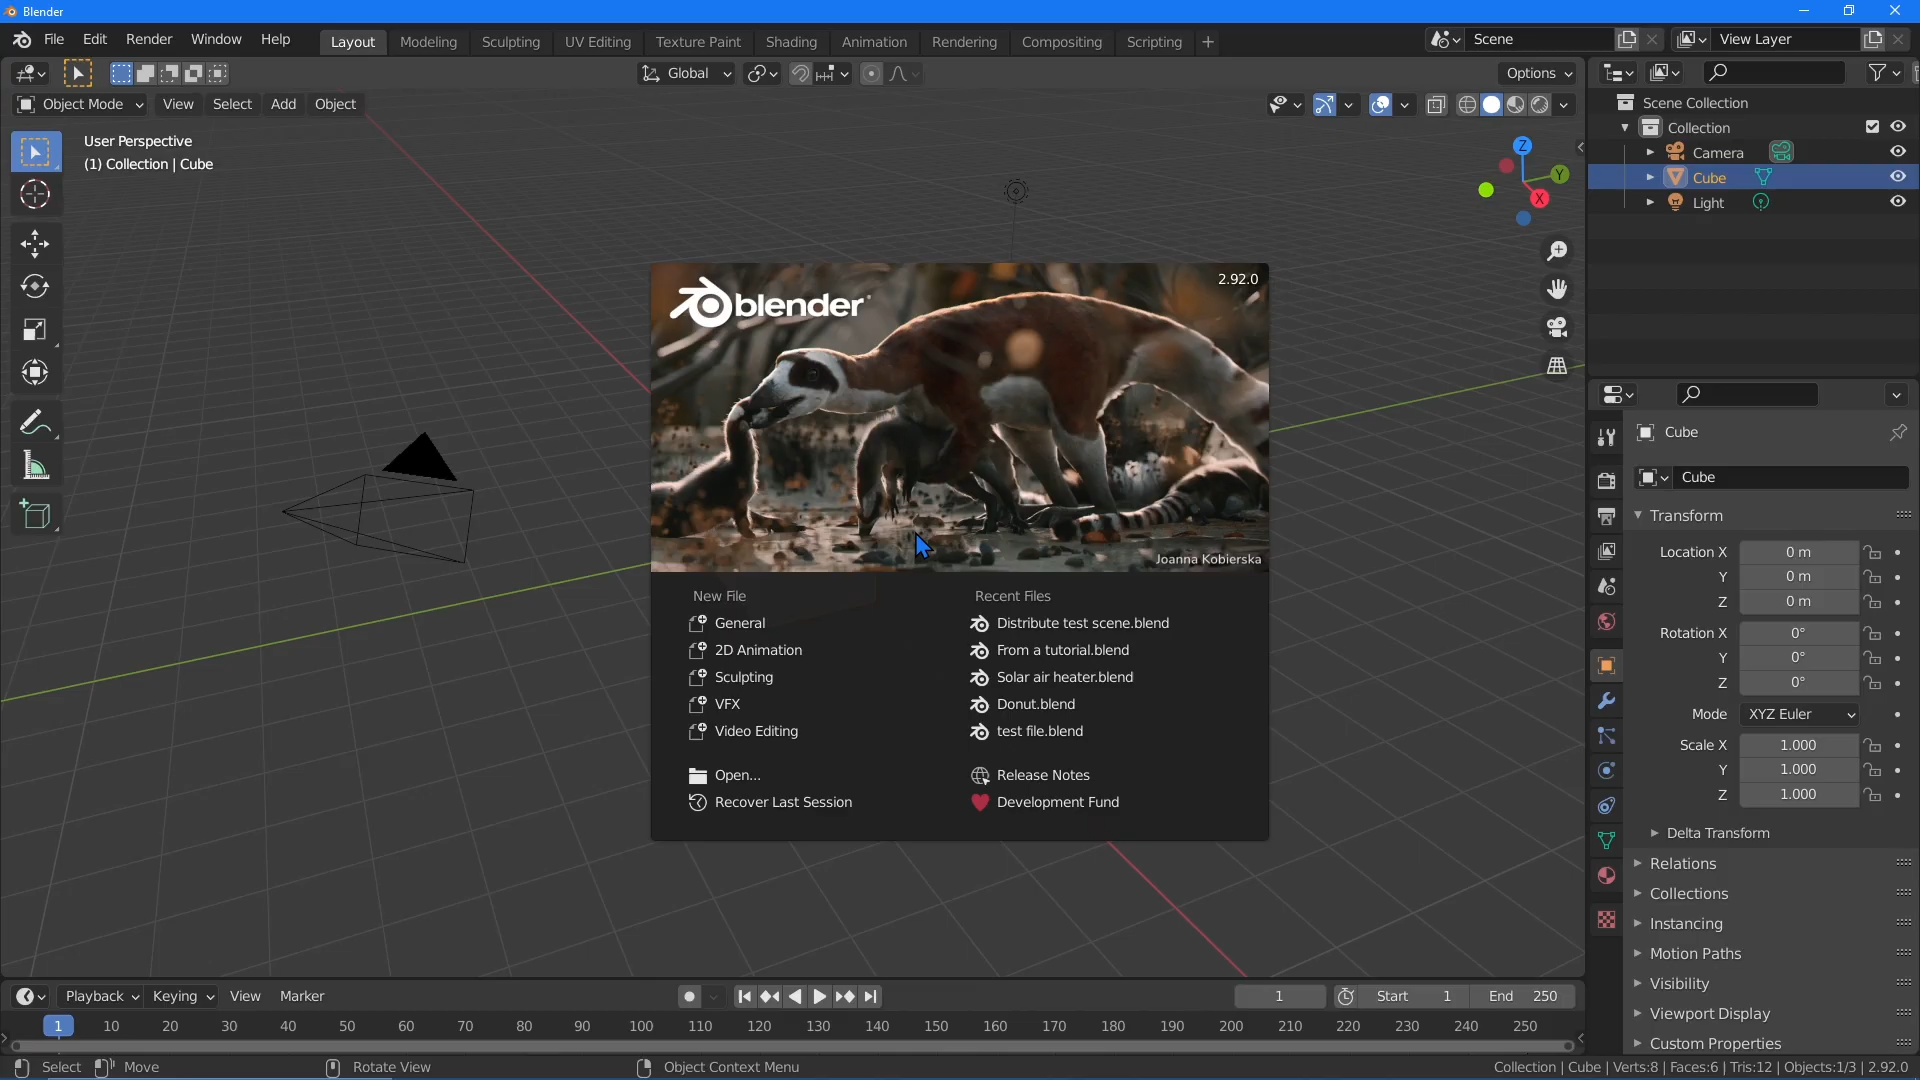 Blender
File Edit Render Window Help Layout Modeling Sculpting UV Editing Texture Paint Shading Animation Rendering Compositing Scripting + Scene View Layer
Global Options
Object Mode View Select Add Object
User Perspective
(1) Collection | Cube
Z
Y
X
Scene Collection
Collection
Camera
Cube
Light
2.92.0
blender
Joanna Kobierska
New File
General
2D Animation
Sculpting
VFX
Video Editing
Open...
Recover Last Session
Recent Files
Distribute test scene.blend
From a tutorial.blend
Solar air heater.blend
Donut.blend
test file.blend
Release Notes
Development Fund
Cube
Cube
Transform
Location X 0 m
Y 0 m
Z 0 m
Rotation X 0°
Y 0°
Z 0°
Mode XYZ Euler
Scale X 1.000
Y 1.000
Z 1.000
Delta Transform
Relations
Collections
Instancing
Motion Paths
Visibility
Viewport Display
Custom Properties
Playback Keying View Marker 1 Start 1 End 250
1 10 20 30 40 50 60 70 80 90 100 110 120 130 140 150 160 170 180 190 200 210 220 230 240 250
Select Move Rotate View Object Context Menu Collection | Cube | Verts:8 | Faces:6 | Tris:12 | Objects:1/3 | 2.92.0